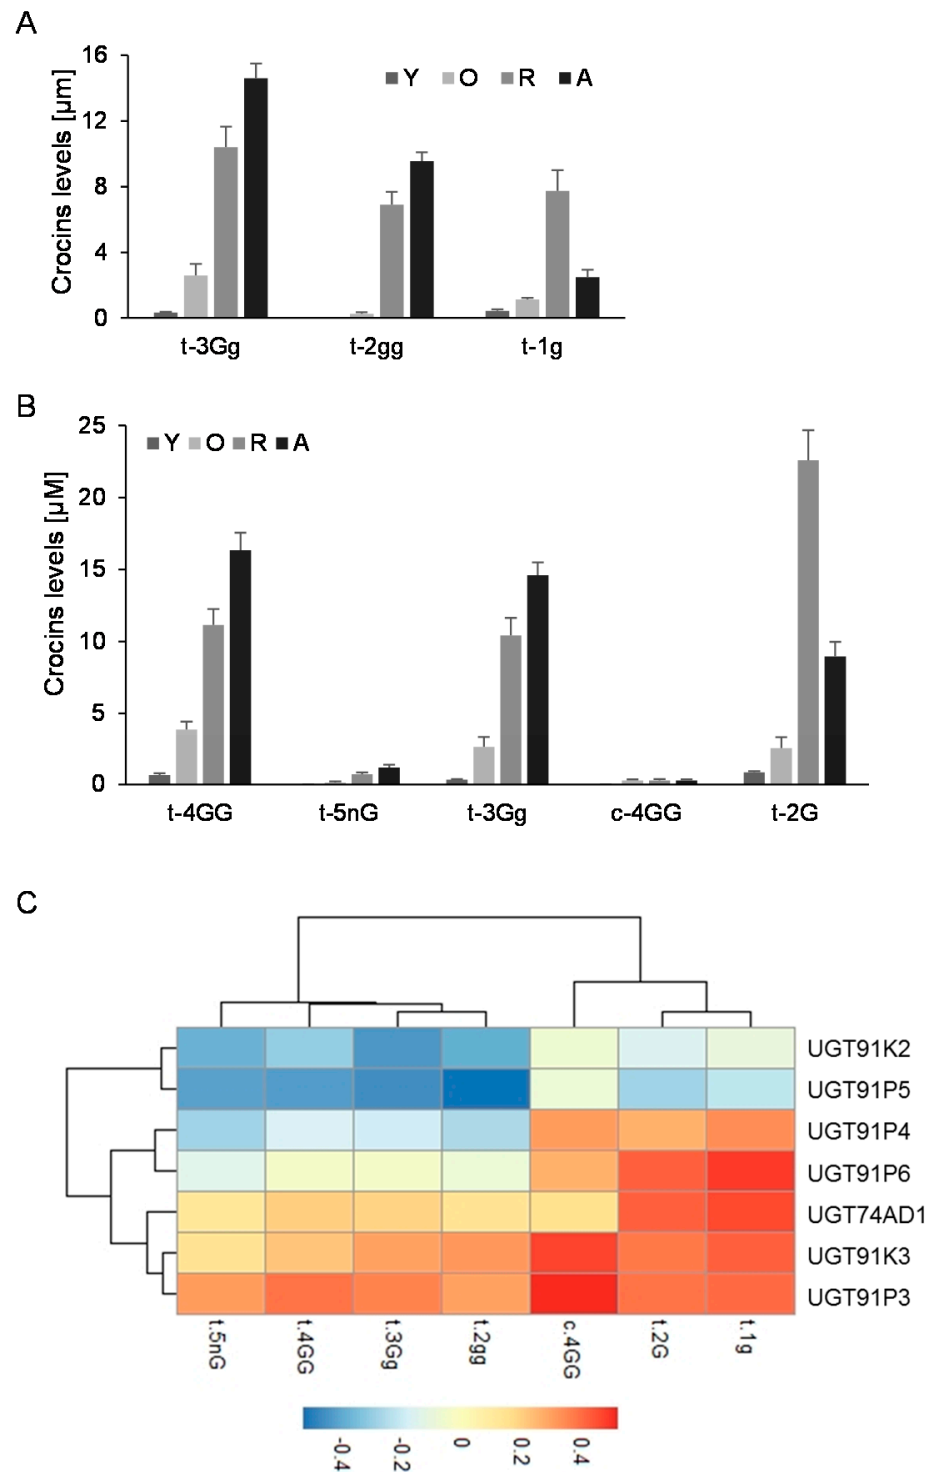 A
16
12
8
4
0
Crocins levels [µm]
Y O R A
t-3Gg t-2gg t-1g
B
25
20
15
10
5
0
Crocins levels [µM]
Y O R A
t-4GG t-5nG t-3Gg c-4GG t-2G
C
UGT91K2
UGT91P5
UGT91P4
UGT91P6
UGT74AD1
UGT91K3
UGT91P3
t.5nG t.4GG t.3Gg t.2gg c.4GG t.2G t.1g
-0.4 -0.2 0 0.2 0.4